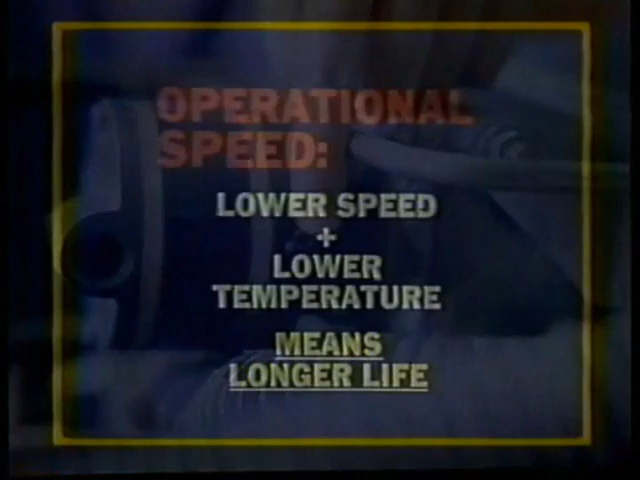 OPERATIONAL
SPEED:
LOWER SPEED
+
LOWER
TEMPERATURE
MEANS
LONGER LIFE